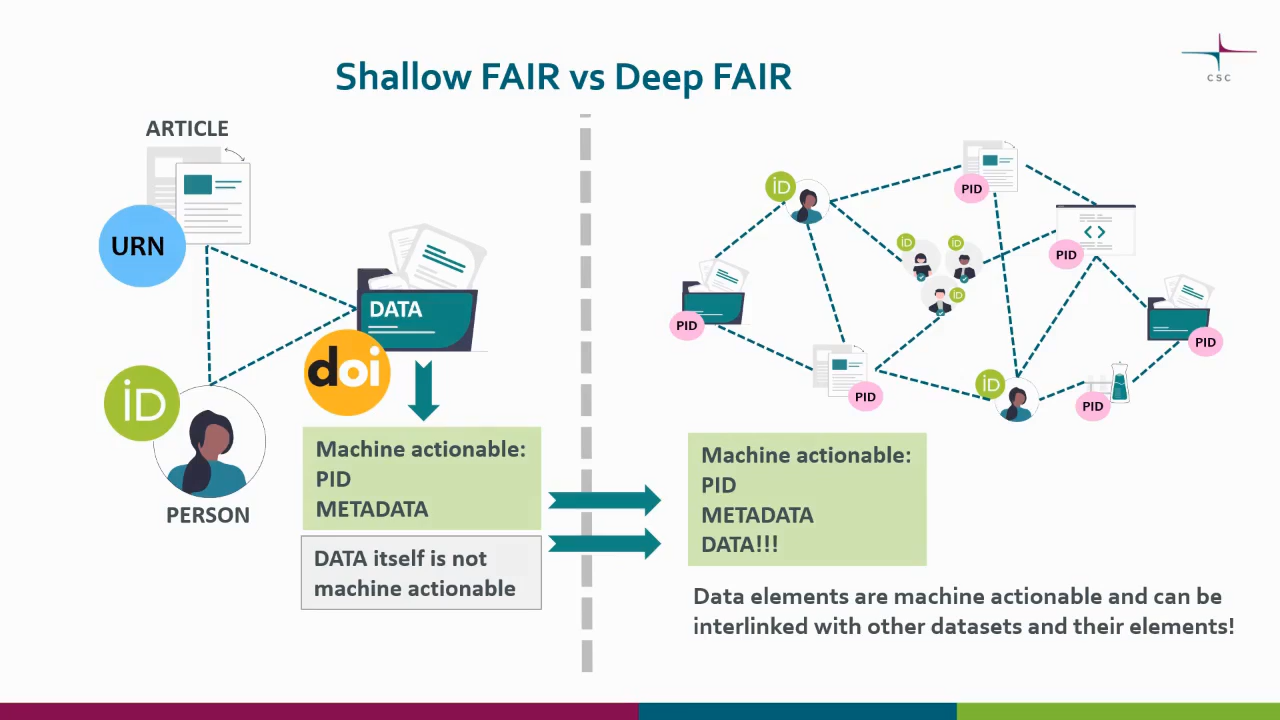 Shallow FAIR vs Deep FAIR
CSC
ARTICLE
URN
DATA
doi
iD
PERSON
Machine actionable:
PID
METADATA
DATA itself is not
machine actionable
iD
PID
PID
iD
iD
iD
PID
PID
PID
iD
PID
Machine actionable:
PID
METADATA
DATA!!!
Data elements are machine actionable and can be
interlinked with other datasets and their elements!